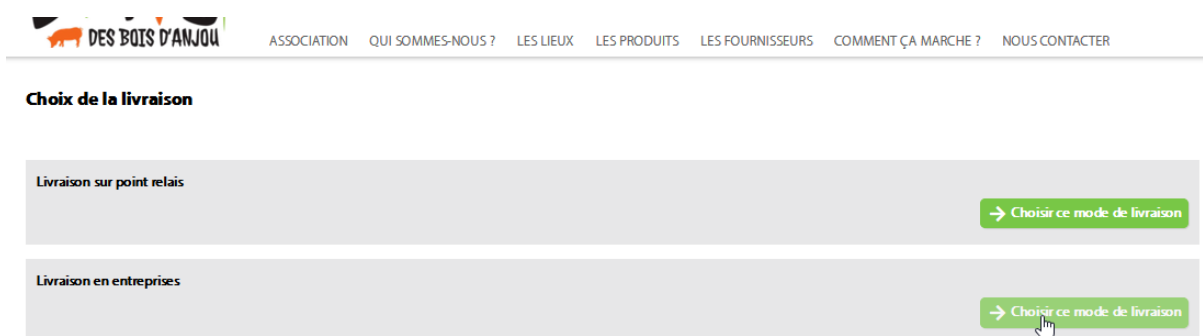 DES BOIS D'ANJOU
ASSOCIATION QUI SOMMES-NOUS ? LES LIEUX LES PRODUITS LES FOURNISSEURS COMMENT ÇA MARCHE ? NOUS CONTACTER
Choix de la livraison
Livraison sur point relais
Choisir ce mode de livraison
Livraison en entreprises
Choisir ce mode de livraison